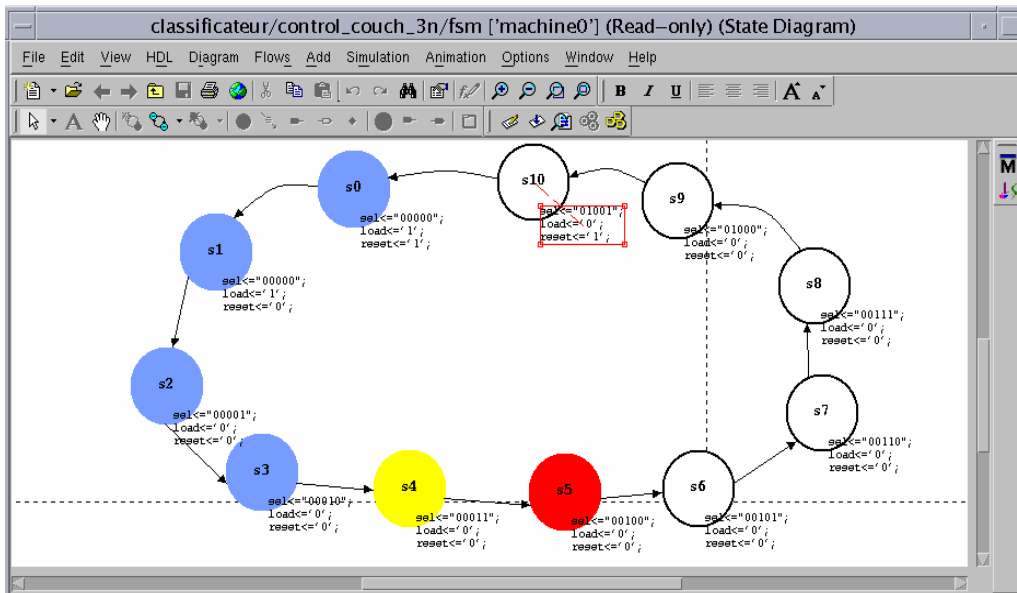 classificateur/control_couch_3n/fsm ['machine0'] (Read-only) (State Diagram)
File Edit View HDL Diagram Flows Add Simulation Animation Options Window Help
B I U A A
A
M
s10
sel<="01001";
load<='0';
reset<='1';
s0
sel<="00000";
load<='1';
reset<='1';
s9
sel<="01000";
load<='0';
reset<='0';
s1
sel<="00000";
load<='1';
reset<='0';
s8
sel<="00111";
load<='0';
reset<='0';
s2
sel<="00001";
load<='0';
reset<='0';
s7
sel<="00110";
load<='0';
reset<='0';
s3
sel<="00010";
load<='0';
reset<='0';
s4
sel<="00011";
load<='0';
reset<='0';
s5
sel<="00100";
load<='0';
reset<='0';
s6
sel<="00101";
load<='0';
reset<='0';